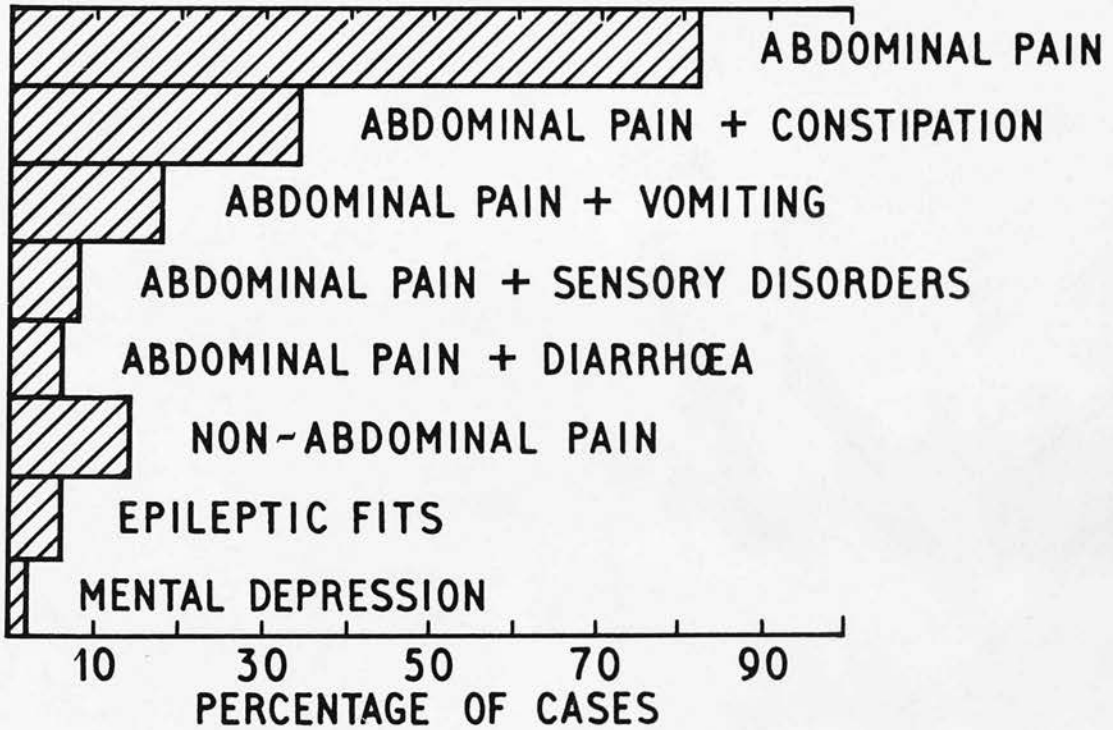 ABDOMINAL PAIN
ABDOMINAL PAIN + CONSTIPATION
ABDOMINAL PAIN + VOMITING
ABDOMINAL PAIN + SENSORY DISORDERS
ABDOMINAL PAIN + DIARRHŒA
NON-ABDOMINAL PAIN
EPILEPTIC FITS
MENTAL DEPRESSION
10 30 50 70 90
PERCENTAGE OF CASES